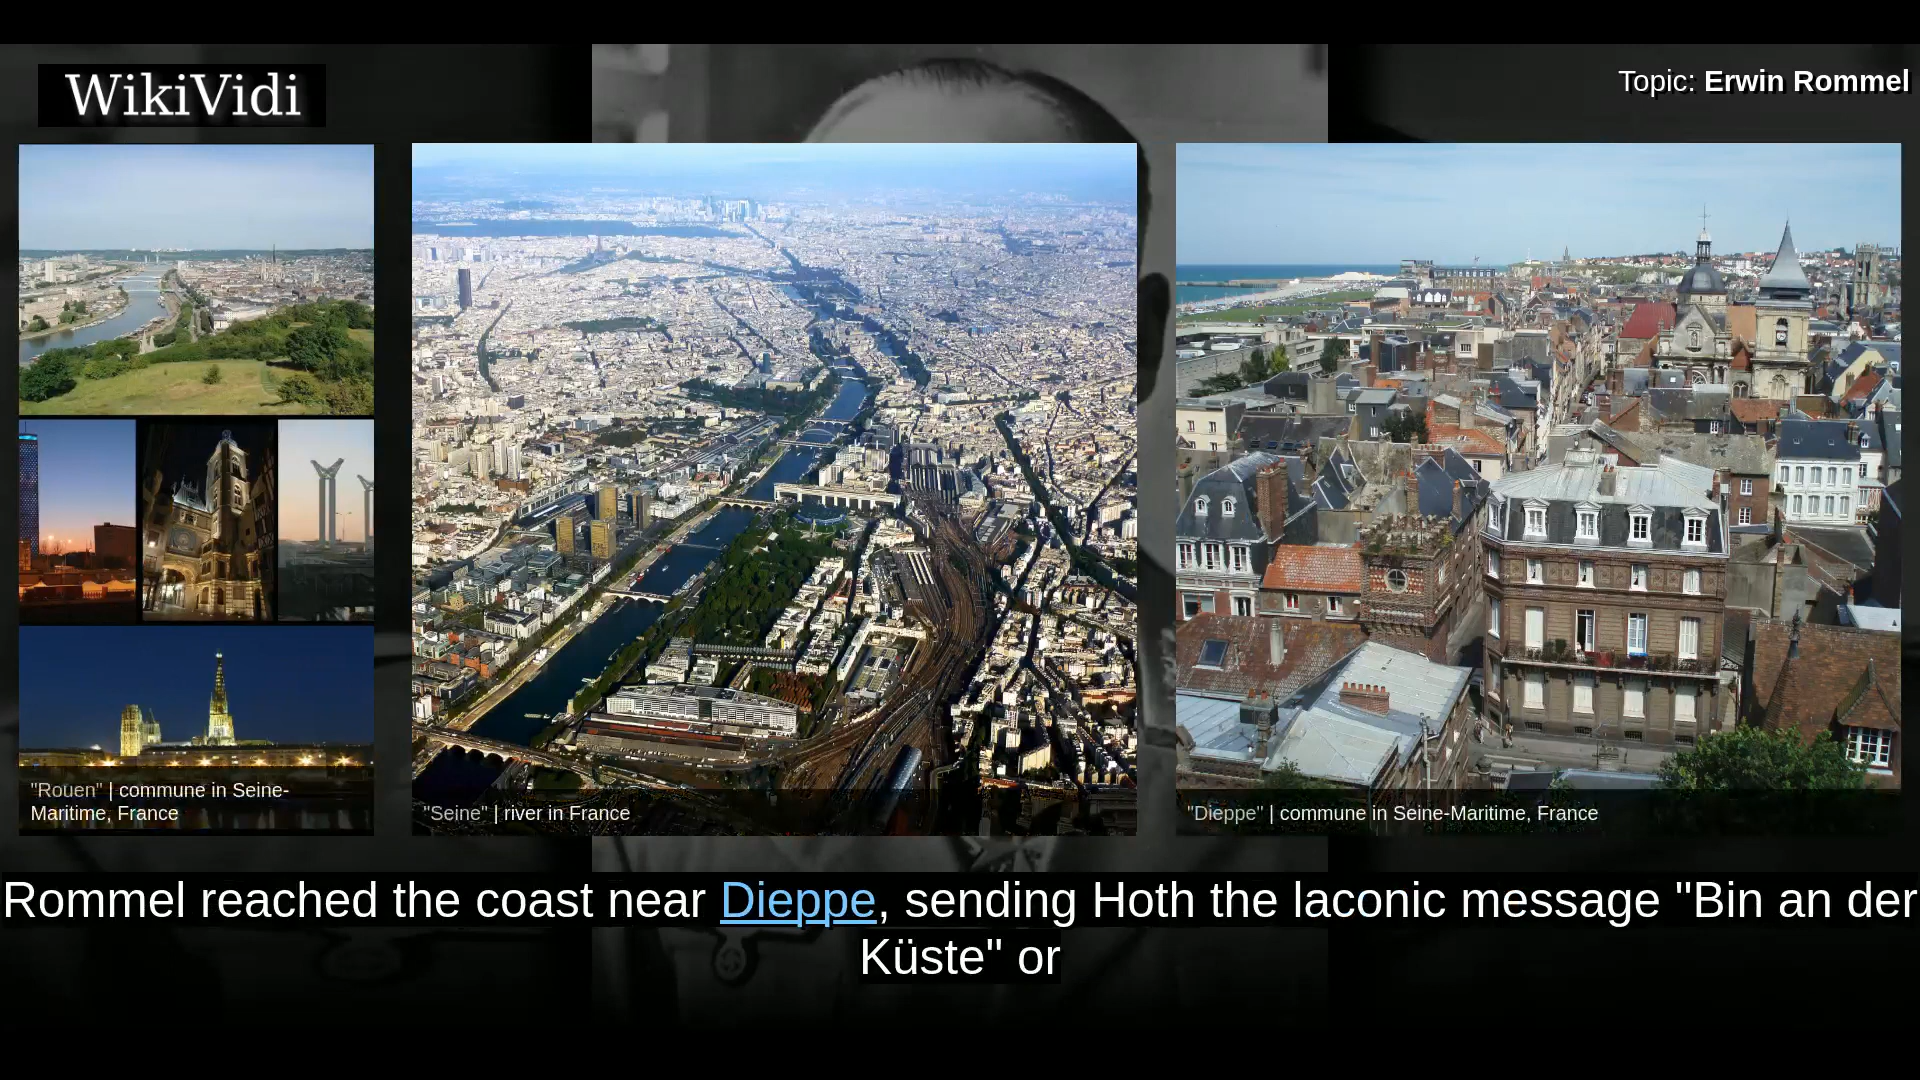 WikiVidi
Topic: Erwin Rommel
"Rouen" | commune in Seine-
Maritime, France
"Seine" | river in France
"Dieppe" | commune in Seine-Maritime, France
Rommel reached the coast near Dieppe, sending Hoth the laconic message "Bin an der
Küste" or